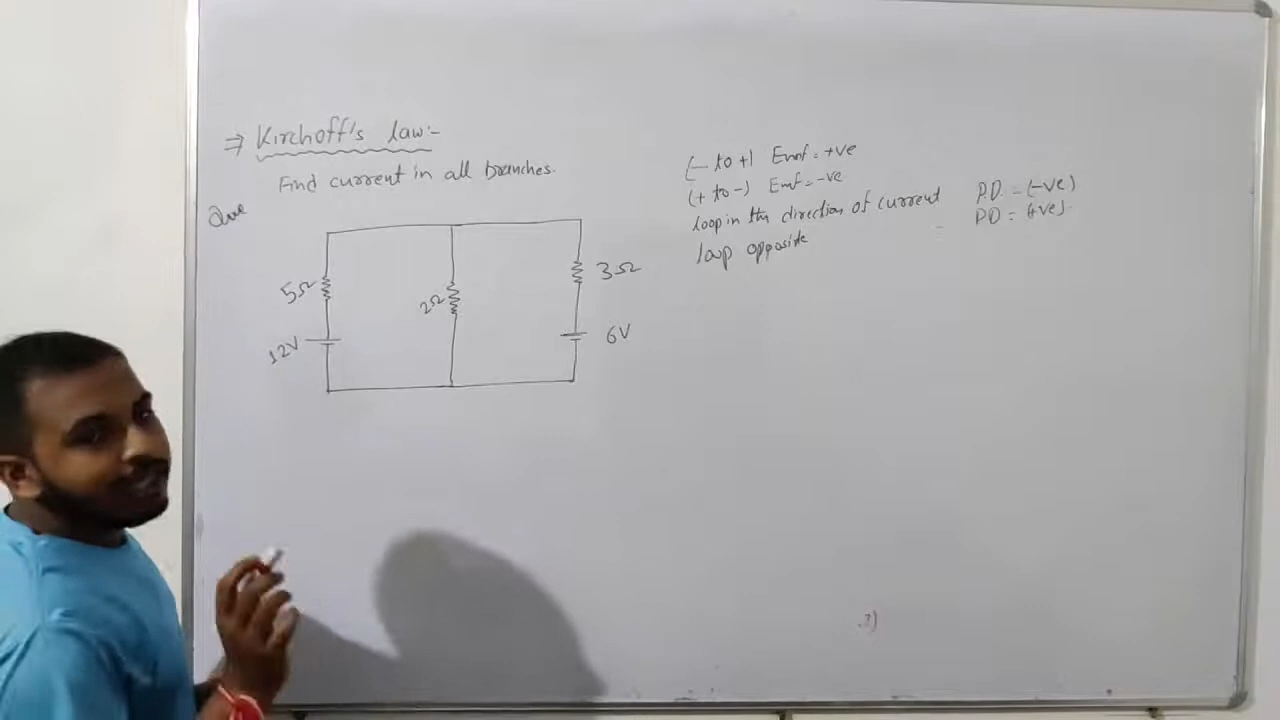 ⇒ Kirchoff's law:-
Find current in all branches.
Que
5Ω
12V
2Ω
3Ω
6V
(- to +) Emf = +ve
(+ to -) Emf = -ve
loop in the direction of current P.D. = (-ve)
loop opposite PD = (+ve).